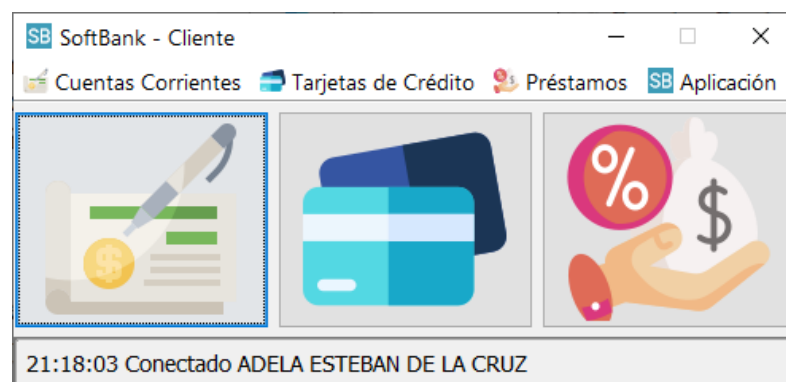 SB SoftBank - Cliente
Cuentas Corrientes Tarjetas de Crédito Préstamos SB Aplicación
$ % $
21:18:03 Conectado ADELA ESTEBAN DE LA CRUZ